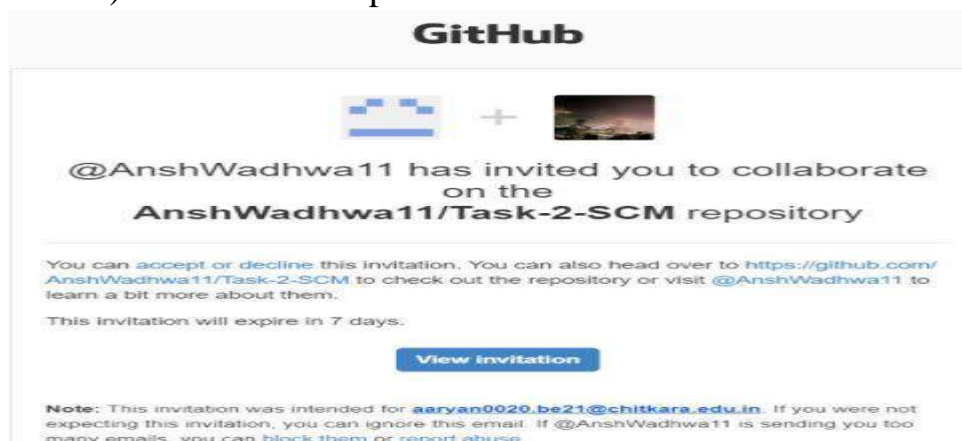 GitHub
@AnshWadhwa11 has invited you to collaborate
on the
AnshWadhwa11/Task-2-SCM repository
You can accept or decline this invitation. You can also head over to https://github.com/
AnshWadhwa11/Task-2-SCM to check out the repository or visit @AnshWadhwa11 to
learn a bit more about them.
This invitation will expire in 7 days.
View invitation
Note: This invitation was intended for aaryan0020.be21@chitkara.edu.in. If you were not
expecting this invitation, you can ignore this email. If @AnshWadhwa11 is sending you too
many emails, you can block them or report abuse.